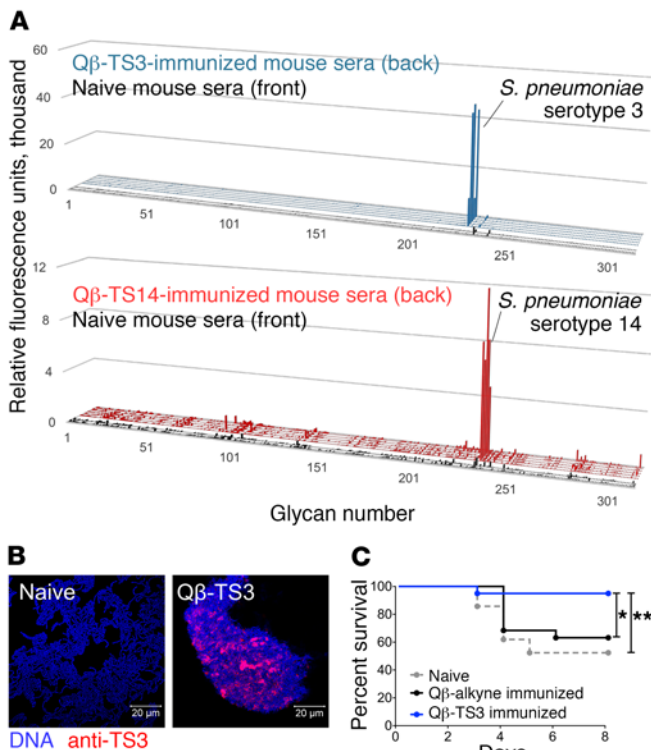 A
60
Qβ-TS3-immunized mouse sera (back)
Naive mouse sera (front)
S. pneumoniae
serotype 3
40
20
0
1
51
101
151
201
251
301
Relative fluorescence units, thousand
12
Qβ-TS14-immunized mouse sera (back)
Naive mouse sera (front)
S. pneumoniae
serotype 14
8
4
0
1
51
101
151
201
251
301
Glycan number
B
Naive
20 μm
Qβ-TS3
20 μm
DNA anti-TS3
C
Percent survival
100
80
60
40
20
0
* **
Naive
Qβ-alkyne immunized
Qβ-TS3 immunized
0 2 4 6 8
Days